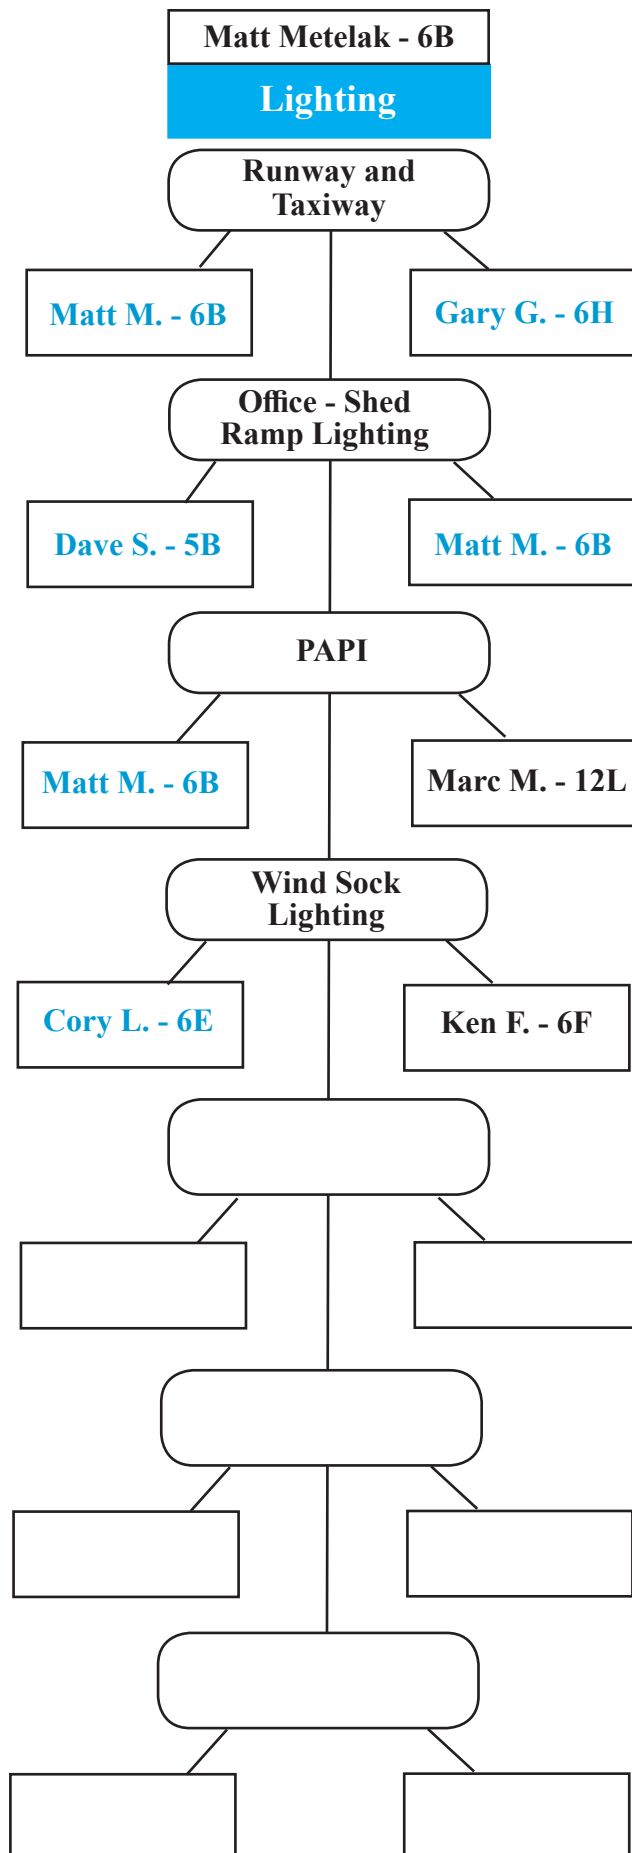 Matt Metelak - 6B
Lighting
Runway and
Taxiway
Matt M. - 6B
Gary G. - 6H
Office - Shed
Ramp Lighting
Dave S. - 5B
Matt M. - 6B
PAPI
Matt M. - 6B
Marc M. - 12L
Wind Sock
Lighting
Cory L. - 6E
Ken F. - 6F